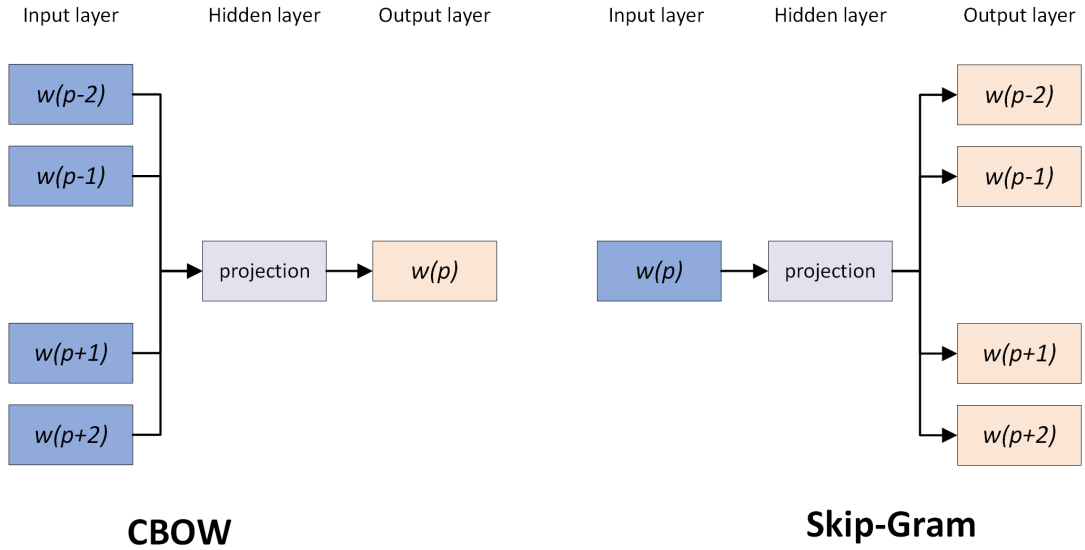 Input layer Hidden layer Output layer
w(p-2)
w(p-1)
projection w(p)
w(p+1)
w(p+2)
CBOW
Input layer Hidden layer Output layer
w(p-2)
w(p-1)
w(p) projection
w(p+1)
w(p+2)
Skip-Gram